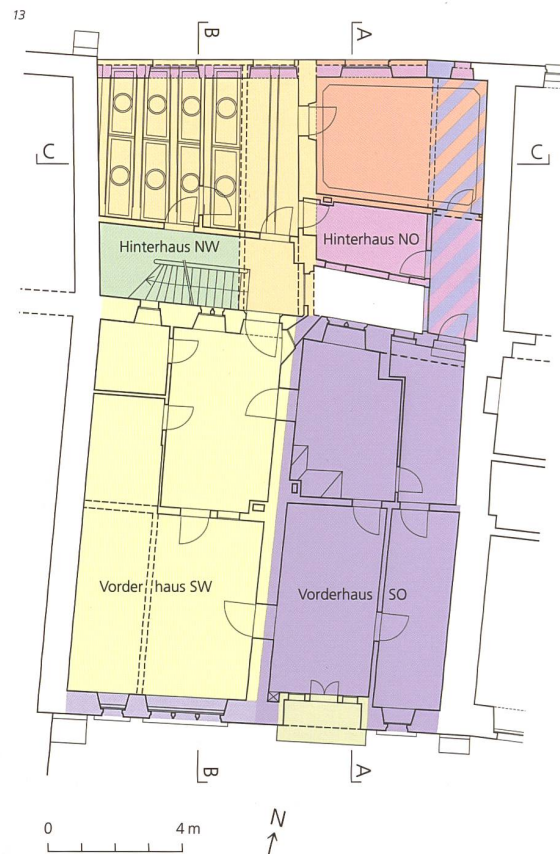 13
B
A
C
C
Hinterhaus NW
Hinterhaus NO
Vorderhaus SW
Vorderhaus SO
B
A
0 4 m
N